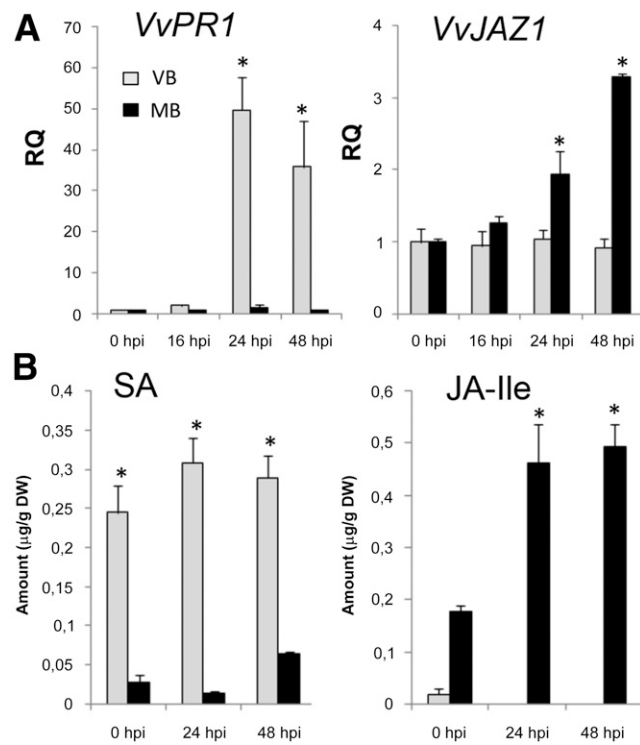 A
VvPR1
VvJAZ1
70
60
50
40
30
20
10
0
RQ
VB
MB
*
*
0 hpi 16 hpi 24 hpi 48 hpi
4
3
2
1
0
RQ
*
*
0 hpi 16 hpi 24 hpi 48 hpi
B
SA
JA-Ile
0,4
0,35
0,3
0,25
0,2
0,15
0,1
0,05
0
Amount (µg/g DW)
*
*
*
0 hpi 24 hpi 48 hpi
0,6
0,5
0,4
0,3
0,2
0,1
0
Amount (µg/g DW)
*
*
0 hpi 24 hpi 48 hpi